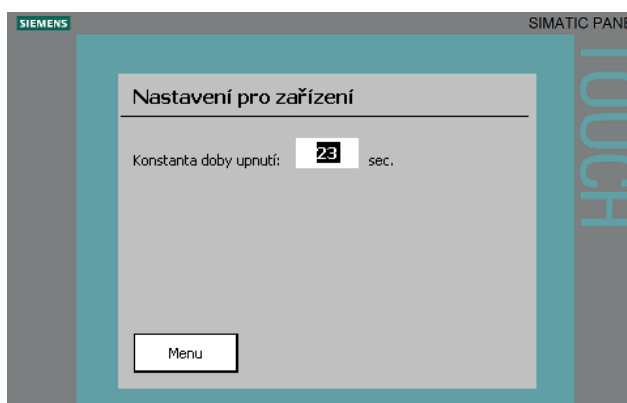 SIEMENS
SIMATIC PANE
TOUCH
Nastavení pro zařízení
Konstanta doby upnutí: 23 sec.
Menu